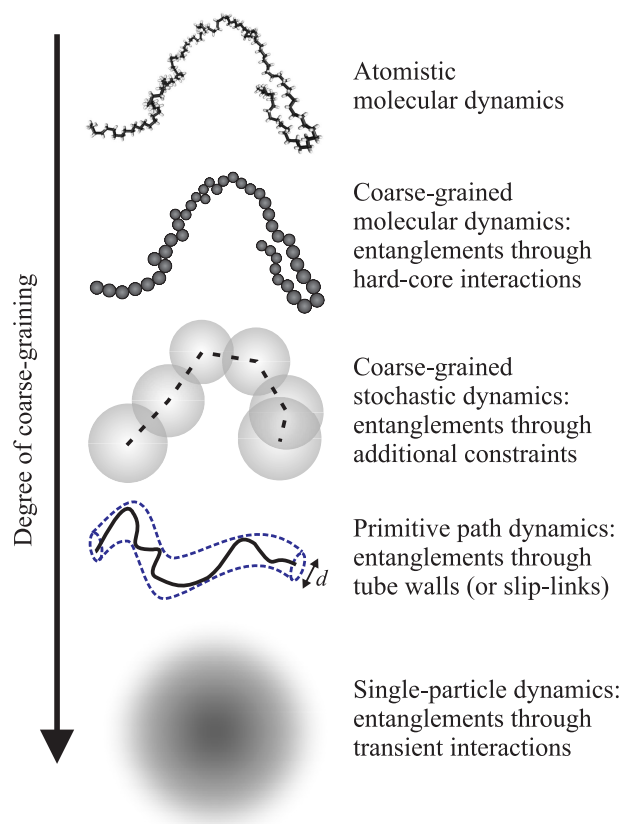 Atomistic
molecular dynamics
Coarse-grained
molecular dynamics:
entanglements through
hard-core interactions
Coarse-grained
stochastic dynamics:
entanglements through
additional constraints
Primitive path dynamics:
entanglements through
tube walls (or slip-links)
d
Single-particle dynamics:
entanglements through
transient interactions
Degree of coarse-graining